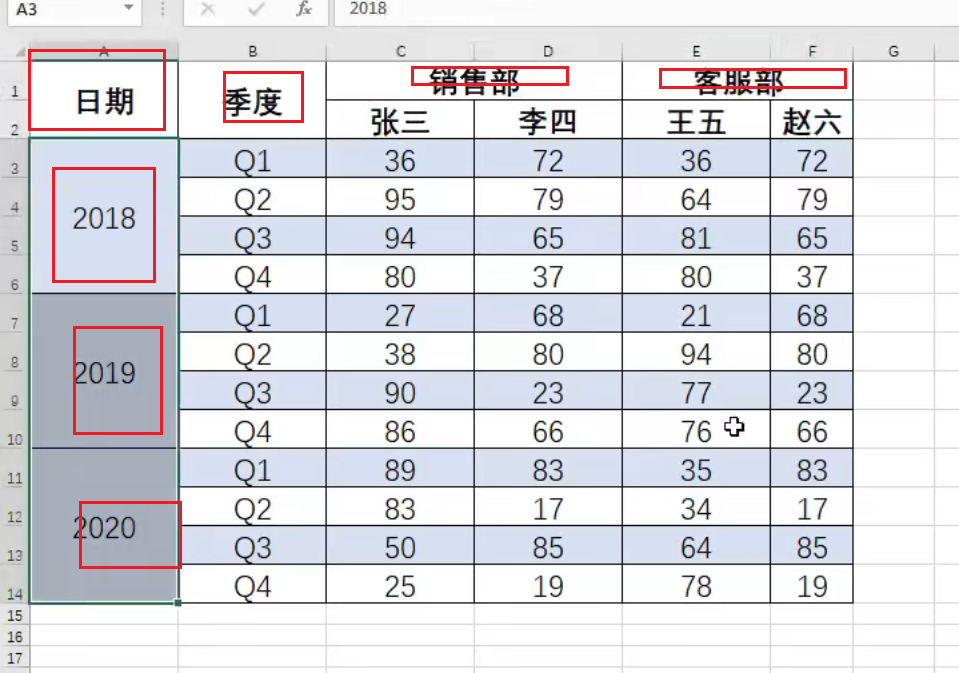 A3 fx 2018
A B C D E F G
1 日期 季度 销售部 客服部
2 张三 李四 王五 赵六
3 Q1 36 72 36 72
4 2018 Q2 95 79 64 79
5 Q3 94 65 81 65
6 Q4 80 37 80 37
7 Q1 27 68 21 68
8 2019 Q2 38 80 94 80
9 Q3 90 23 77 23
10 Q4 86 66 76 66
11 Q1 89 83 35 83
12 2020 Q2 83 17 34 17
13 Q3 50 85 64 85
14 Q4 25 19 78 19
15
16
17